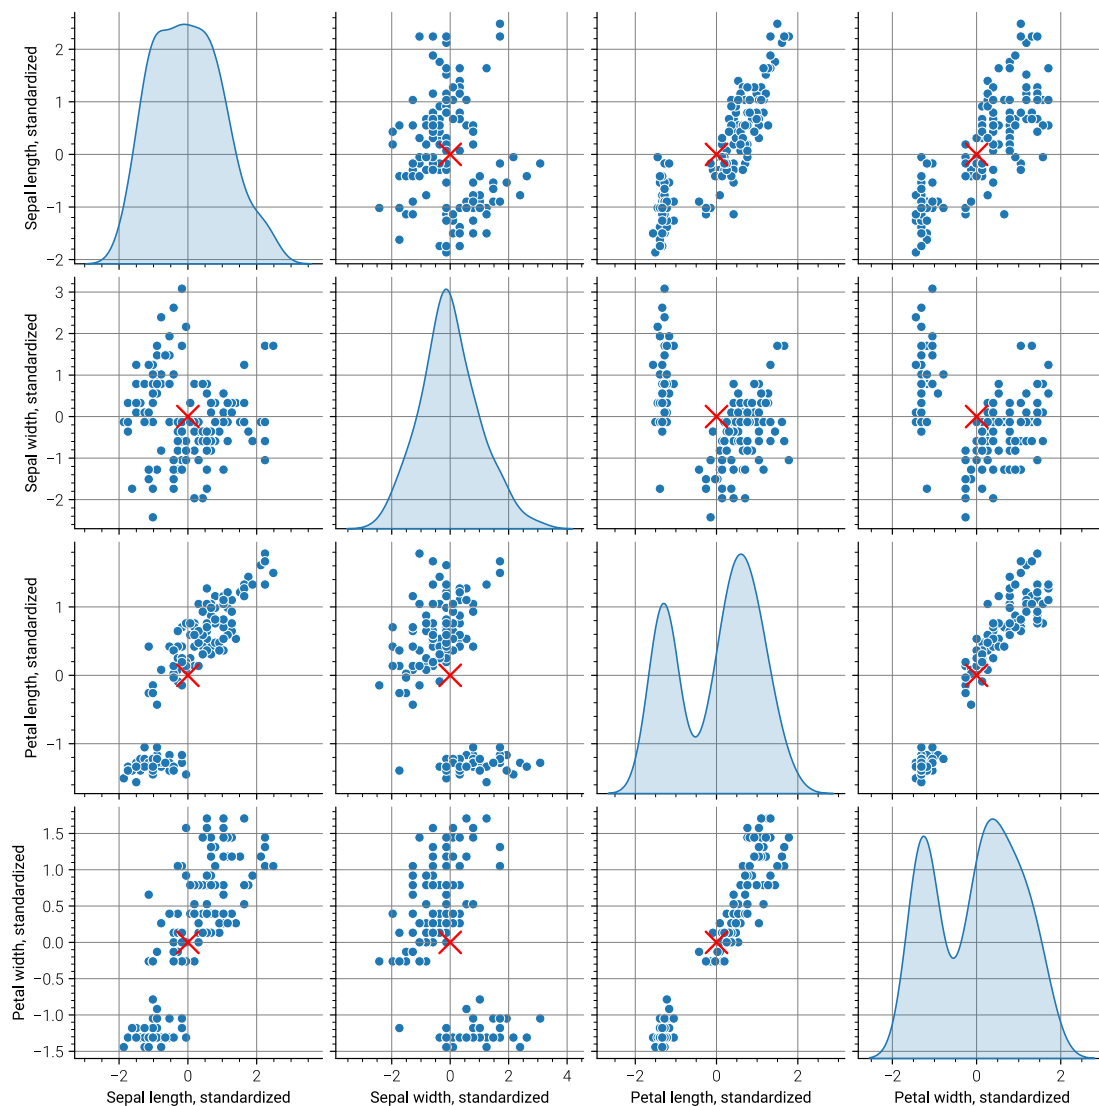 Sepal length, standardized
2
1
0
−1
−2
Sepal width, standardized
3
2
1
0
−1
−2
Petal length, standardized
1
0
−1
Petal width, standardized
1.5
1.0
0.5
0.0
−0.5
−1.0
−1.5
−2 0 2
−2 0 2 4
−2 0 2
−2 0 2
Sepal length, standardized
Sepal width, standardized
Petal length, standardized
Petal width, standardized